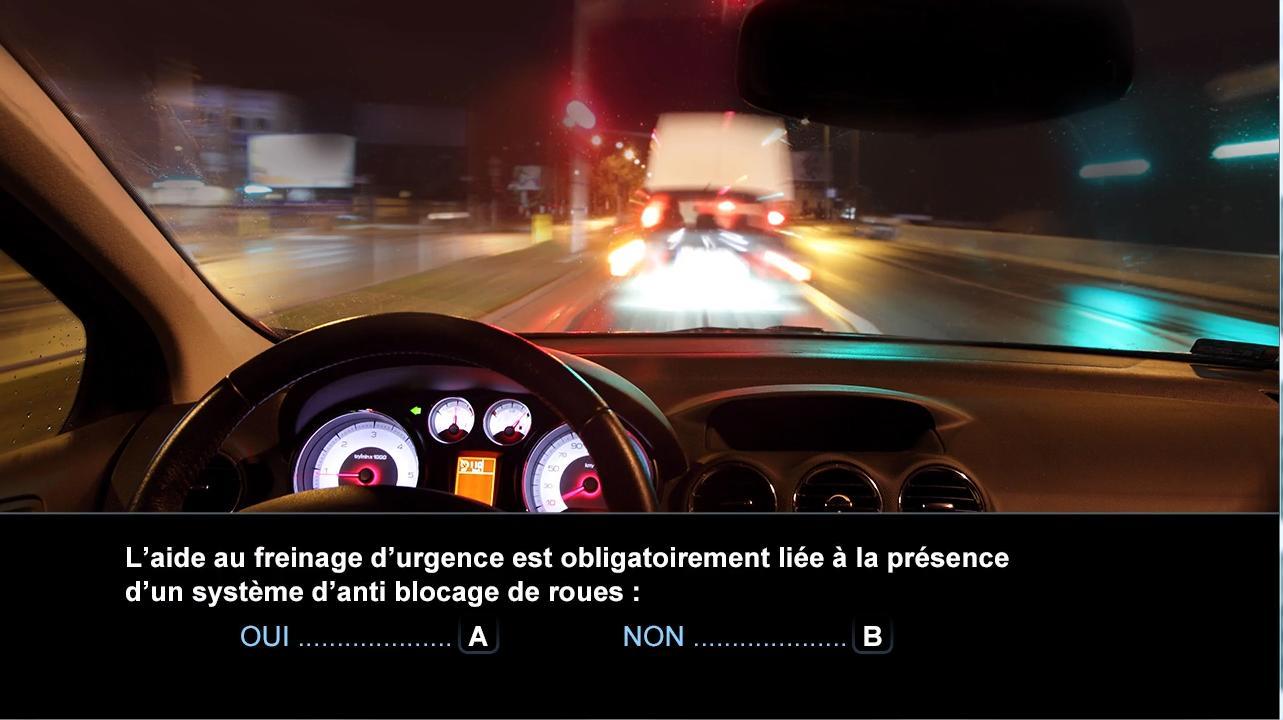 L’aide au freinage d’urgence est obligatoirement liée à la présence
d’un système d’anti blocage de roues :
OUI .................... A NON .................... B